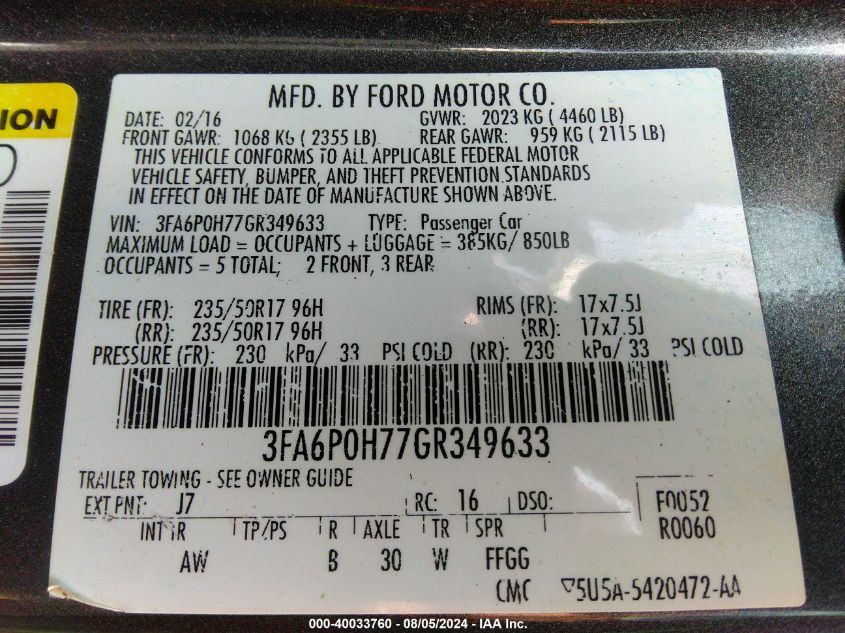 ION
MFD. BY FORD MOTOR CO.
DATE: 02/16 GVWR: 2023 KG ( 4460 LB)
FRONT GAWR: 1068 KG ( 2355 LB) REAR GAWR: 959 KG ( 2115 LB)
THIS VEHICLE CONFORMS TO ALL APPLICABLE FEDERAL MOTOR
VEHICLE SAFETY, BUMPER, AND THEFT PREVENTION STANDARDS
IN EFFECT ON THE DATE OF MANUFACTURE SHOWN ABOVE.
VIN: 3FA6P0H77GR349633 TYPE: Passenger Car
MAXIMUM LOAD = OCCUPANTS + LUGGAGE = 385KG/ 850LB
OCCUPANTS = 5 TOTAL; 2 FRONT, 3 REAR
TIRE (FR): 235/50R17 96H RIMS (FR): 17x7.5J
(RR): 235/50R17 96H (RR): 17x7.5J
PRESSURE (FR): 230 kPa/ 33 PSI COLD (RR): 230 kPa/ 33 PSI COLD
3FA6P0H77GR349633
TRAILER TOWING - SEE OWNER GUIDE
EXT PNT: J7 RC: 16 DSO: F0052
INT TR TP/PS R AXLE TR SPR R0060
AW B 30 W FFGG
CMC 5U5A-5420472-AA
000-40033760 - 08/05/2024 - IAA Inc.